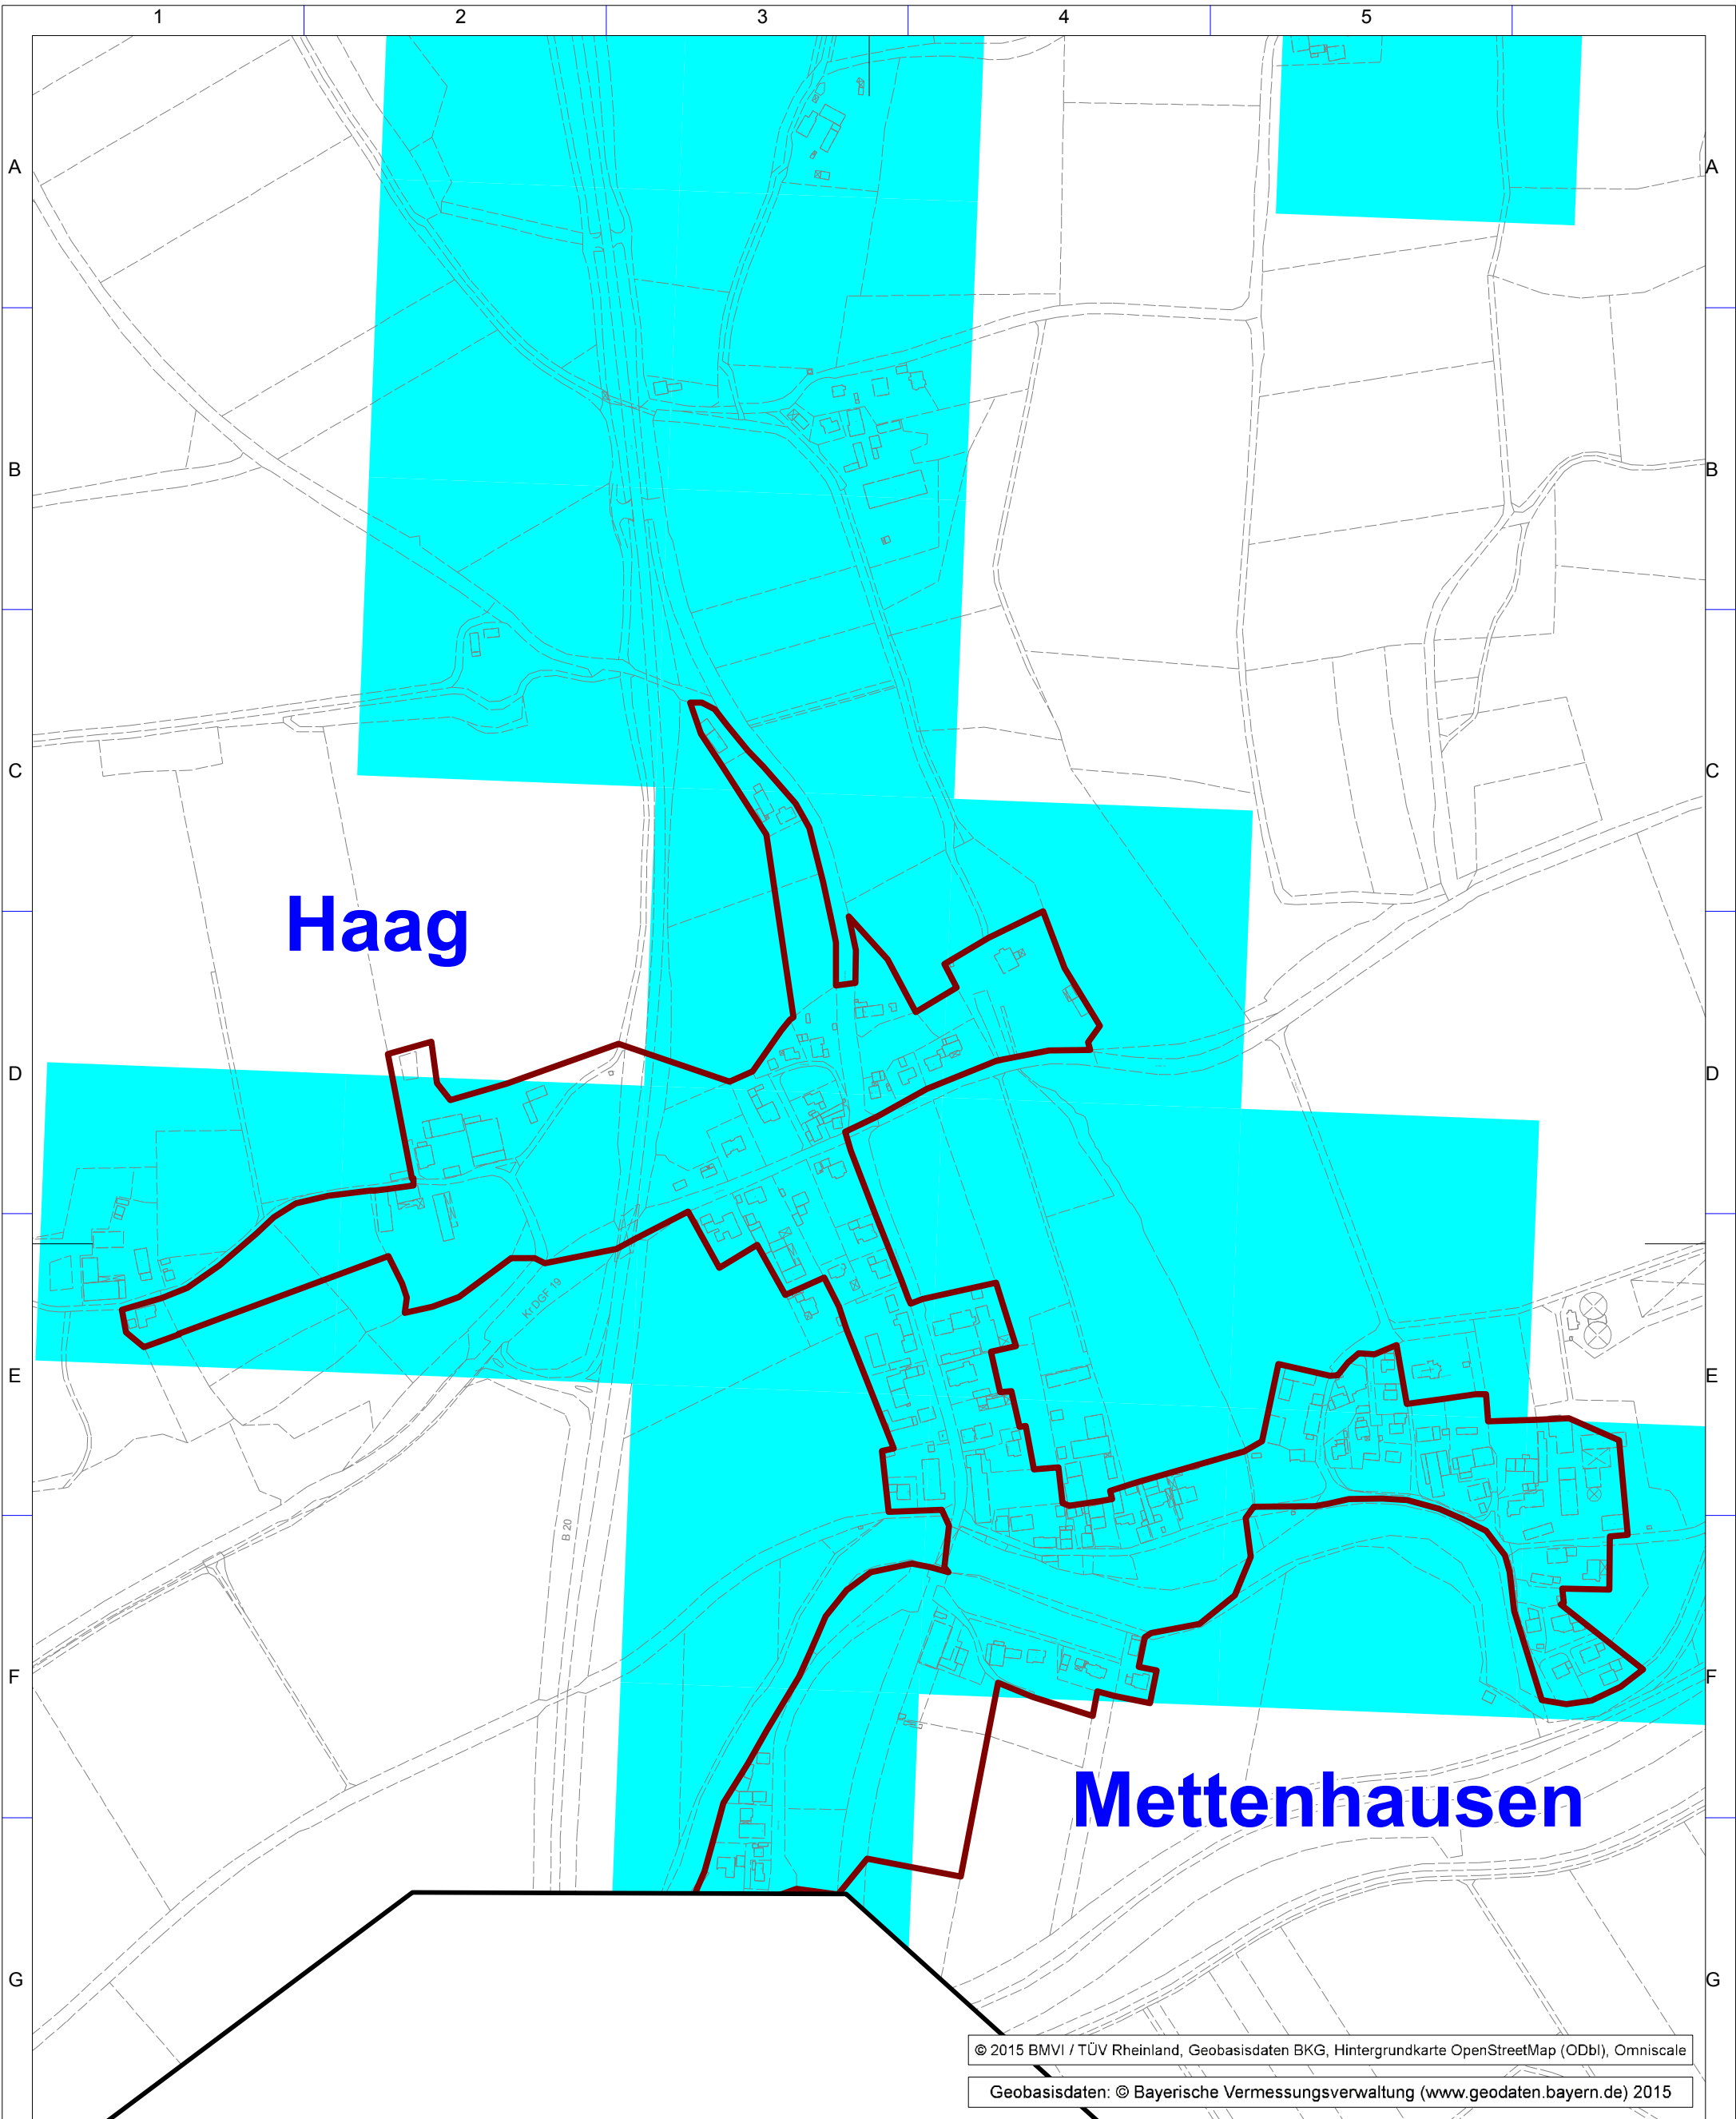 1 2 3 4 5
A A
B B
C C
Haag
D D
Kr DGF 19
E E
B 20
F F
Mettenhausen
G G
© 2015 BMVI / TÜV Rheinland, Geobasisdaten BKG, Hintergrundkarte OpenStreetMap (ODbl), Omniscale
Geobasisdaten: © Bayerische Vermessungsverwaltung (www.geodaten.bayern.de) 2015